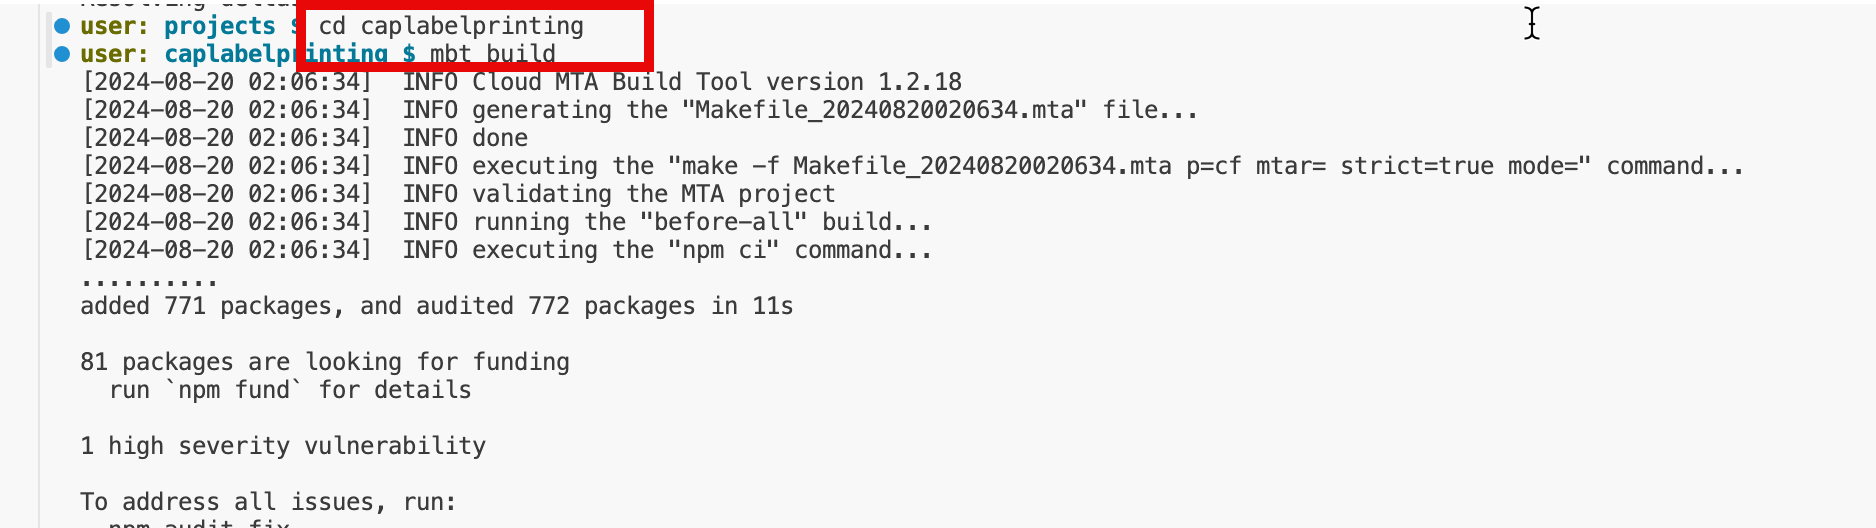 Resolving deltas
user: projects $ cd caplabelprinting
user: caplabelprinting $ mbt build
[2024-08-20 02:06:34]  INFO Cloud MTA Build Tool version 1.2.18
[2024-08-20 02:06:34]  INFO generating the "Makefile_20240820020634.mta" file...
[2024-08-20 02:06:34]  INFO done
[2024-08-20 02:06:34]  INFO executing the "make -f Makefile_20240820020634.mta p=cf mtar= strict=true mode=" command...
[2024-08-20 02:06:34]  INFO validating the MTA project
[2024-08-20 02:06:34]  INFO running the "before-all" build...
[2024-08-20 02:06:34]  INFO executing the "npm ci" command...
..........
added 771 packages, and audited 772 packages in 11s
81 packages are looking for funding
  run `npm fund` for details
1 high severity vulnerability
To address all issues, run:
  npm audit fix